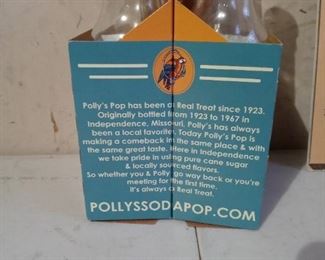 Polly's Pop has been a Real Treat since 1923.
Originally bottled from 1923 to 1967 in
Independence, Missouri, Polly's has always
been a local favorite. Today Polly's Pop is
making a comeback in the same place & with
the same great taste. Here in Independence
we take pride in using pure cane sugar
& locally sourced flavors.
So whether you & Polly go way back or you're
meeting for the first time,
It's always a Real Treat.
POLLYSSODAPOP.COM